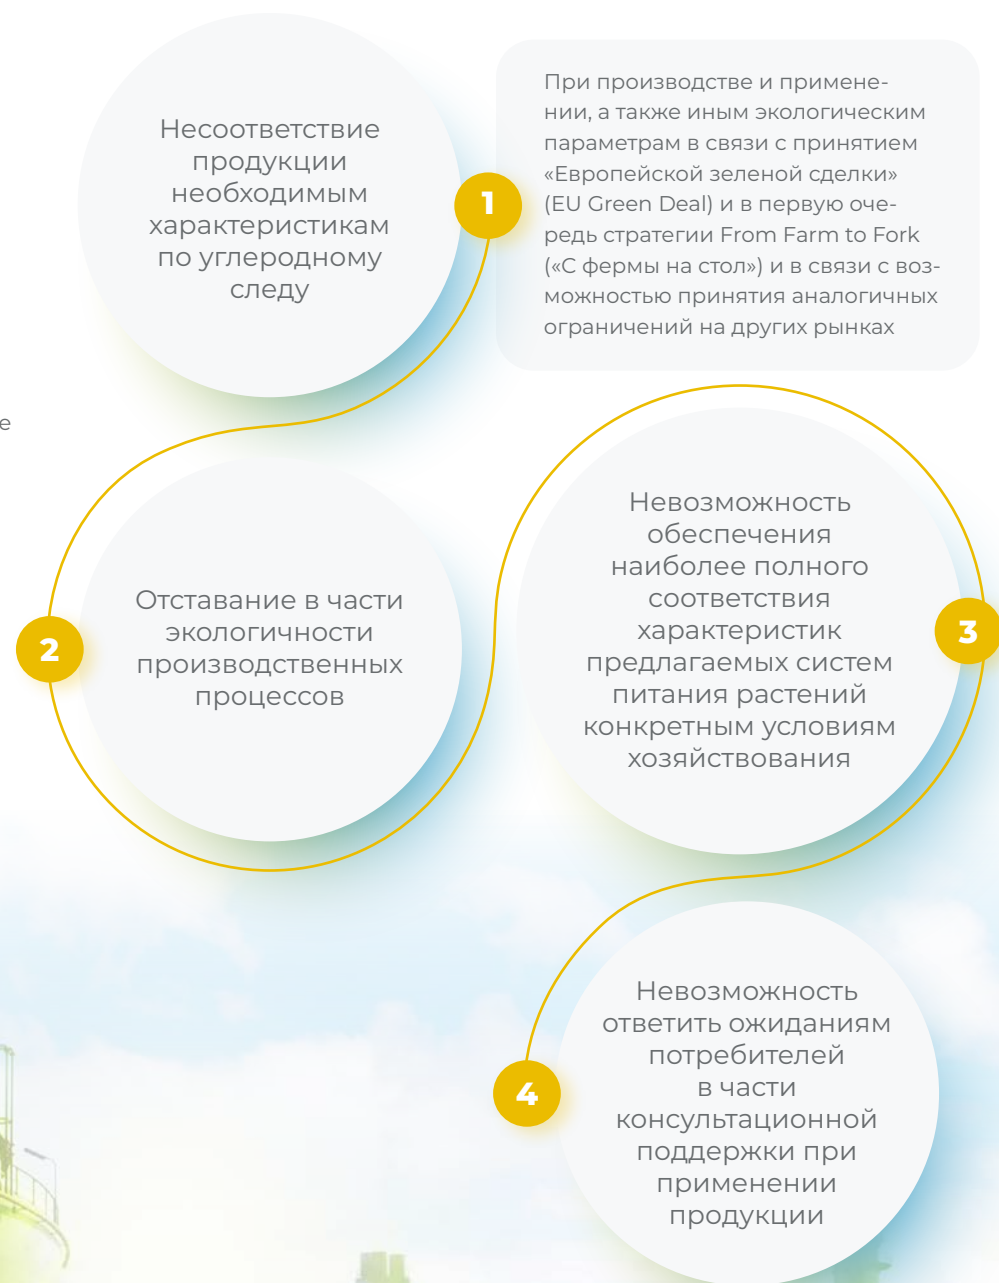 Несоответствие
продукции
необходимым
характеристикам
по углеродному
следу
1
При производстве и примене-
нии, а также иным экологическим
параметрам в связи с принятием
«Европейской зеленой сделки»
(EU Green Deal) и в первую оче-
редь стратегии From Farm to Fork
(«С фермы на стол») и в связи с воз-
можностью принятия аналогичных
ограничений на других рынках
е
2
Отставание в части
экологичности
производственных
процессов
Невозможность
обеспечения
наиболее полного
соответствия
характеристик
предлагаемых систем
питания растений
конкретным условиям
хозяйствования
3
4
Невозможность
ответить ожиданиям
потребителей
в части
консультационной
поддержки при
применении
продукции